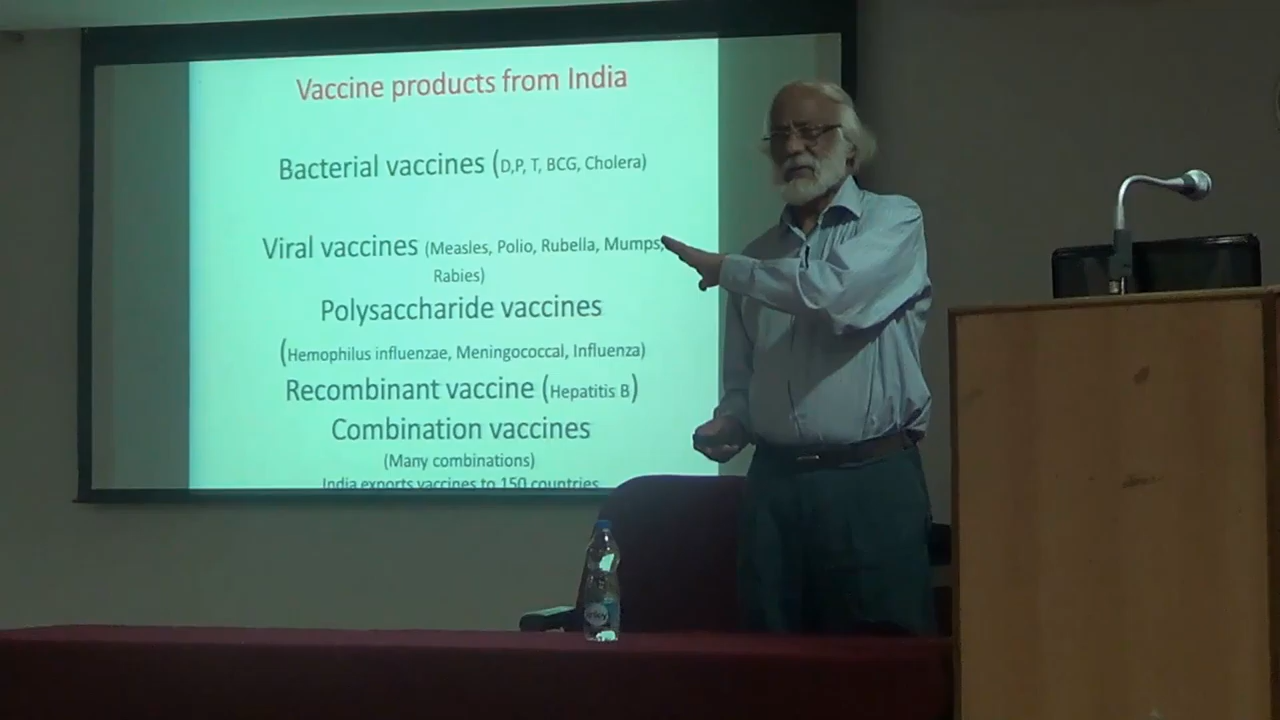 Vaccine products from India
Bacterial vaccines (D,P, T, BCG, Cholera)
Viral vaccines (Measles, Polio, Rubella, Mumps,
Rabies)
Polysaccharide vaccines
(Hemophilus influenzae, Meningococcal, Influenza)
Recombinant vaccine (Hepatitis B)
Combination vaccines
(Many combinations)
India exports vaccines to 150 countries